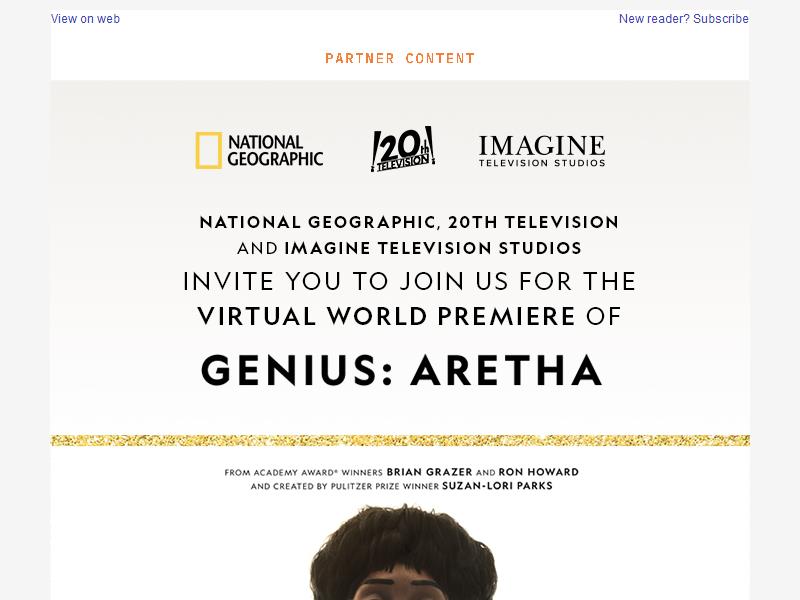 View on web
New reader? Subscribe
PARTNER CONTENT
NATIONAL
GEOGRAPHIC
20th
TELEVISION
IMAGINE
TELEVISION STUDIOS
NATIONAL GEOGRAPHIC, 20TH TELEVISION
AND IMAGINE TELEVISION STUDIOS
INVITE YOU TO JOIN US FOR THE
VIRTUAL WORLD PREMIERE OF
GENIUS: ARETHA
FROM ACADEMY AWARD® WINNERS BRIAN GRAZER AND RON HOWARD
AND CREATED BY PULITZER PRIZE WINNER SUZAN-LORI PARKS